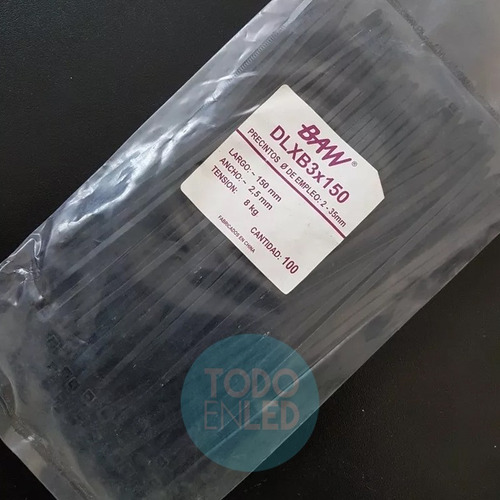 BAW
DLXB3x150
PRECINTOS Ø DE EMPLEO: 2 - 35mm
LARGO: - 150 mm
ANCHO: - 2,5 mm
TENSION: 8 kg
CANTIDAD: 100
FABRICADOS EN CHINA
TODO
ENLED